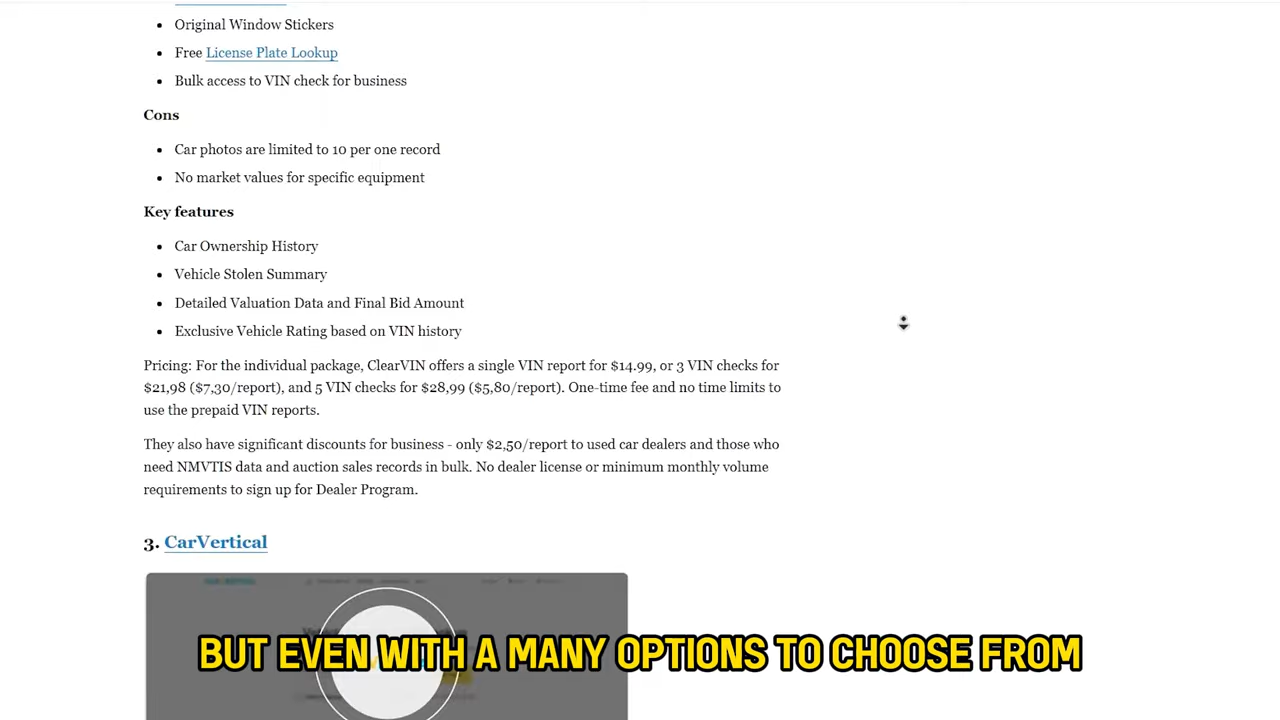 Original Window Stickers
Free License Plate Lookup
Bulk access to VIN check for business
Cons
Car photos are limited to 10 per one record
No market values for specific equipment
Key features
Car Ownership History
Vehicle Stolen Summary
Detailed Valuation Data and Final Bid Amount
Exclusive Vehicle Rating based on VIN history
Pricing: For the individual package, ClearVIN offers a single VIN report for $14.99, or 3 VIN checks for
$21,98 ($7,30/report), and 5 VIN checks for $28,99 ($5,80/report). One-time fee and no time limits to
use the prepaid VIN reports.
They also have significant discounts for business - only $2,50/report to used car dealers and those who
need NMVTIS data and auction sales records in bulk. No dealer license or minimum monthly volume
requirements to sign up for Dealer Program.
3. CarVertical
BUT EVEN WITH A MANY OPTIONS TO CHOOSE FROM